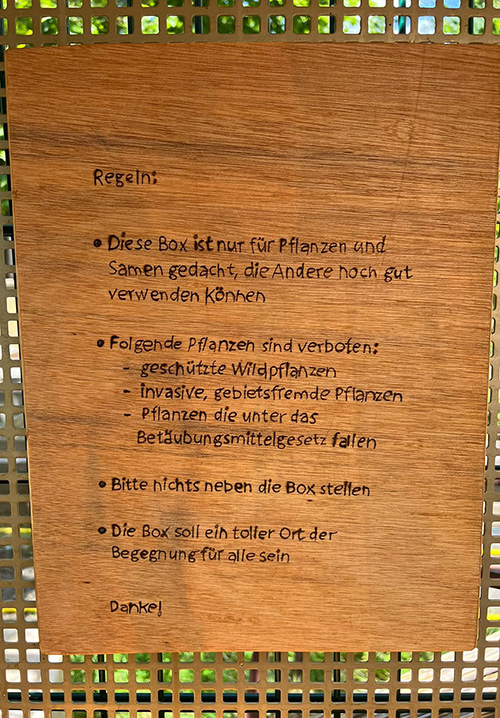 Regeln:
• Diese Box ist nur für Pflanzen und
Samen gedacht, die Andere noch gut
verwenden können
• Folgende Pflanzen sind verboten:
- geschützte Wildpflanzen
- invasive, gebietsfremde Pflanzen
- Pflanzen die unter das
Betäubungsmittelgesetz fallen
• Bitte nichts neben die Box stellen
• Die Box soll ein toller Ort der
Begegnung für alle sein
Danke!